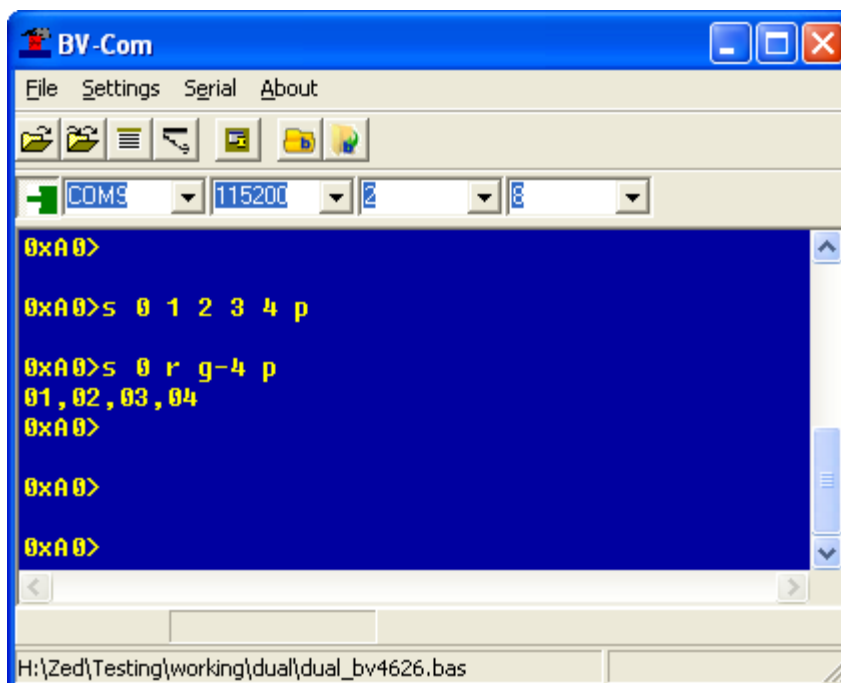 BV-Com
File Settings Serial About
COM9 115200 2 8
0xA0>
0xA0>s 0 1 2 3 4 p
0xA0>s 0 r g-4 p
01,02,03,04
0xA0>
0xA0>
0xA0>
H:\Zed\Testing\working\dual\dual_bv4626.bas